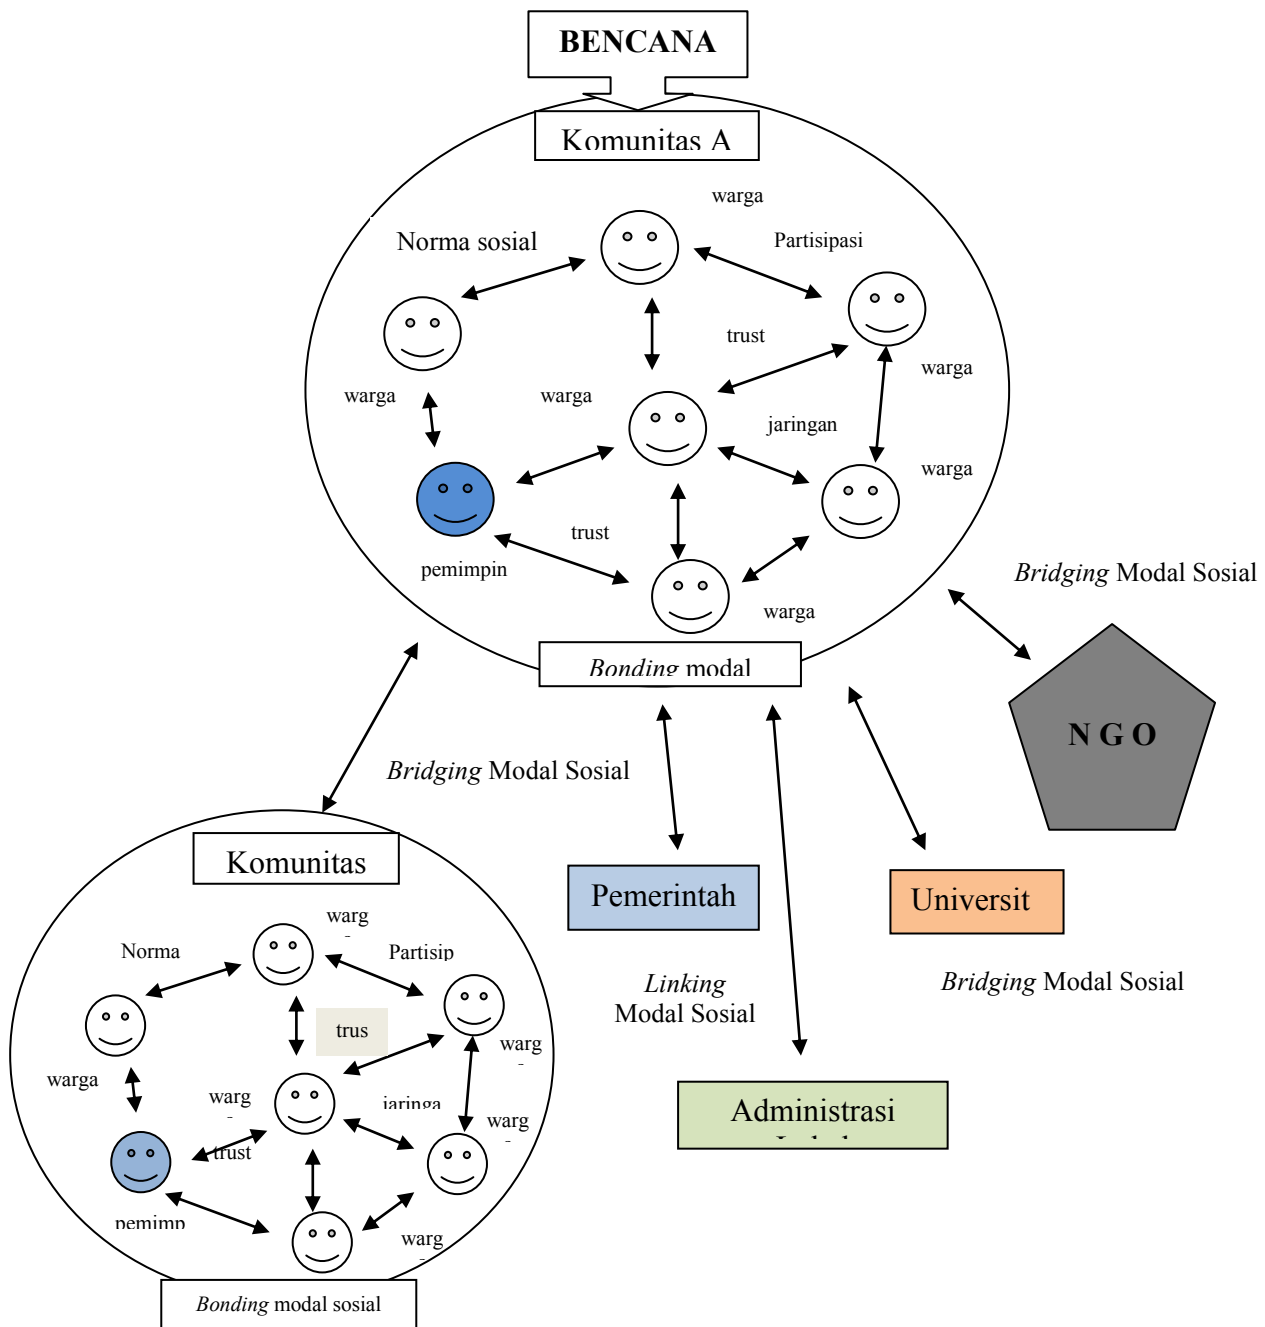 BENCANA
Komunitas A
warga
Norma sosial
Partisipasi
trust
warga
warga
warga
jaringan
warga
trust
pemimpin
warga
Bridging Modal Sosial
Bonding modal
N G O
Bridging Modal Sosial
Komunitas
Pemerintah
Universit
warg
Norma
Partisip
Linking
Modal Sosial
Bridging Modal Sosial
trus
warg
warga
warg
jaringa
warg
trust
Administrasi
pemimp
warg
Bonding modal sosial